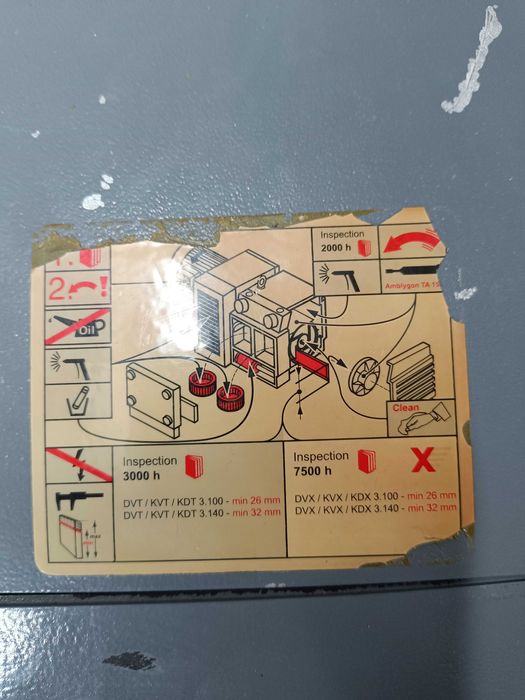 1.
2.
!
Oil
Inspection
2000 h
Amblygon TA 15
Clean
max
min
Inspection
3000 h
DVT / KVT / KDT 3.100 - min 26 mm
DVT / KVT / KDT 3.140 - min 32 mm
Inspection
7500 h
X
DVX / KVX / KDX 3.100 - min 26 mm
DVX / KVX / KDX 3.140 - min 32 mm